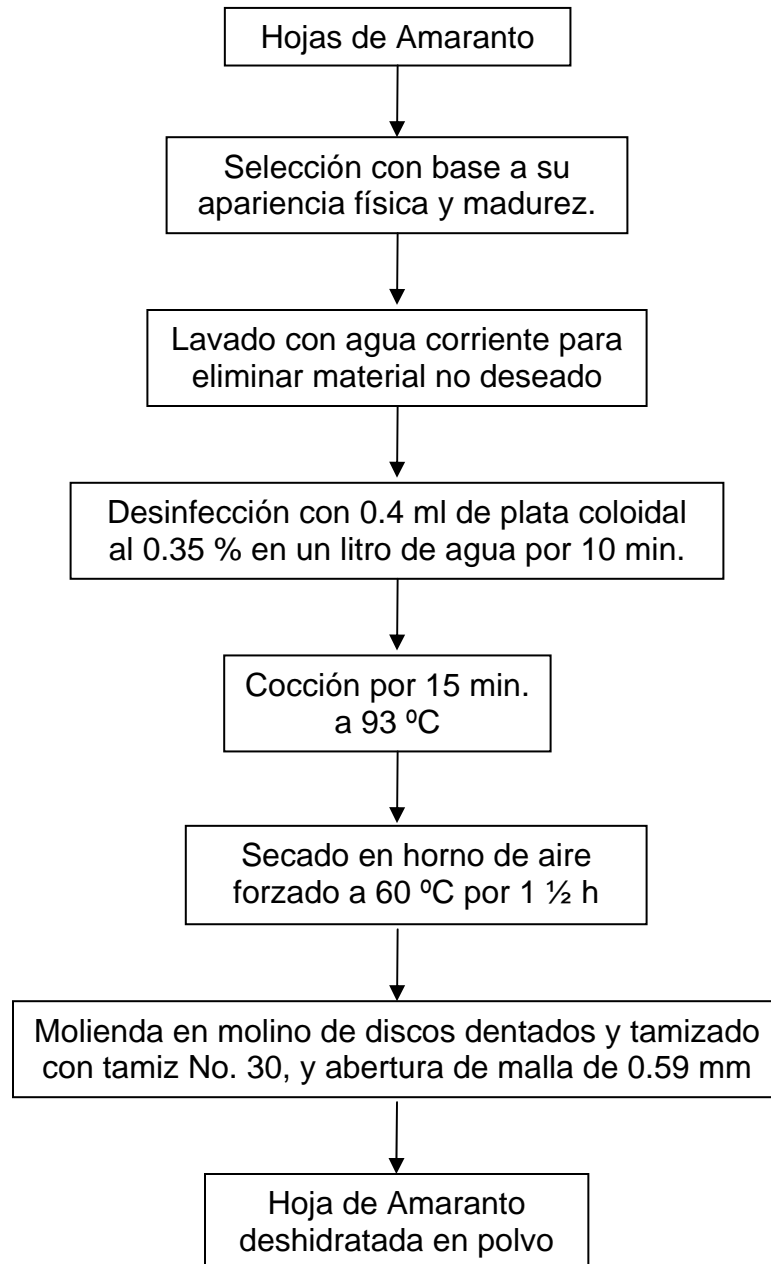 Hojas de Amaranto
Selección con base a su
apariencia física y madurez.
Lavado con agua corriente para
eliminar material no deseado
Desinfección con 0.4 ml de plata coloidal
al 0.35 % en un litro de agua por 10 min.
Cocción por 15 min.
a 93 ºC
Secado en horno de aire
forzado a 60 ºC por 1 ½ h
Molienda en molino de discos dentados y tamizado
con tamiz No. 30, y abertura de malla de 0.59 mm
Hoja de Amaranto
deshidratada en polvo